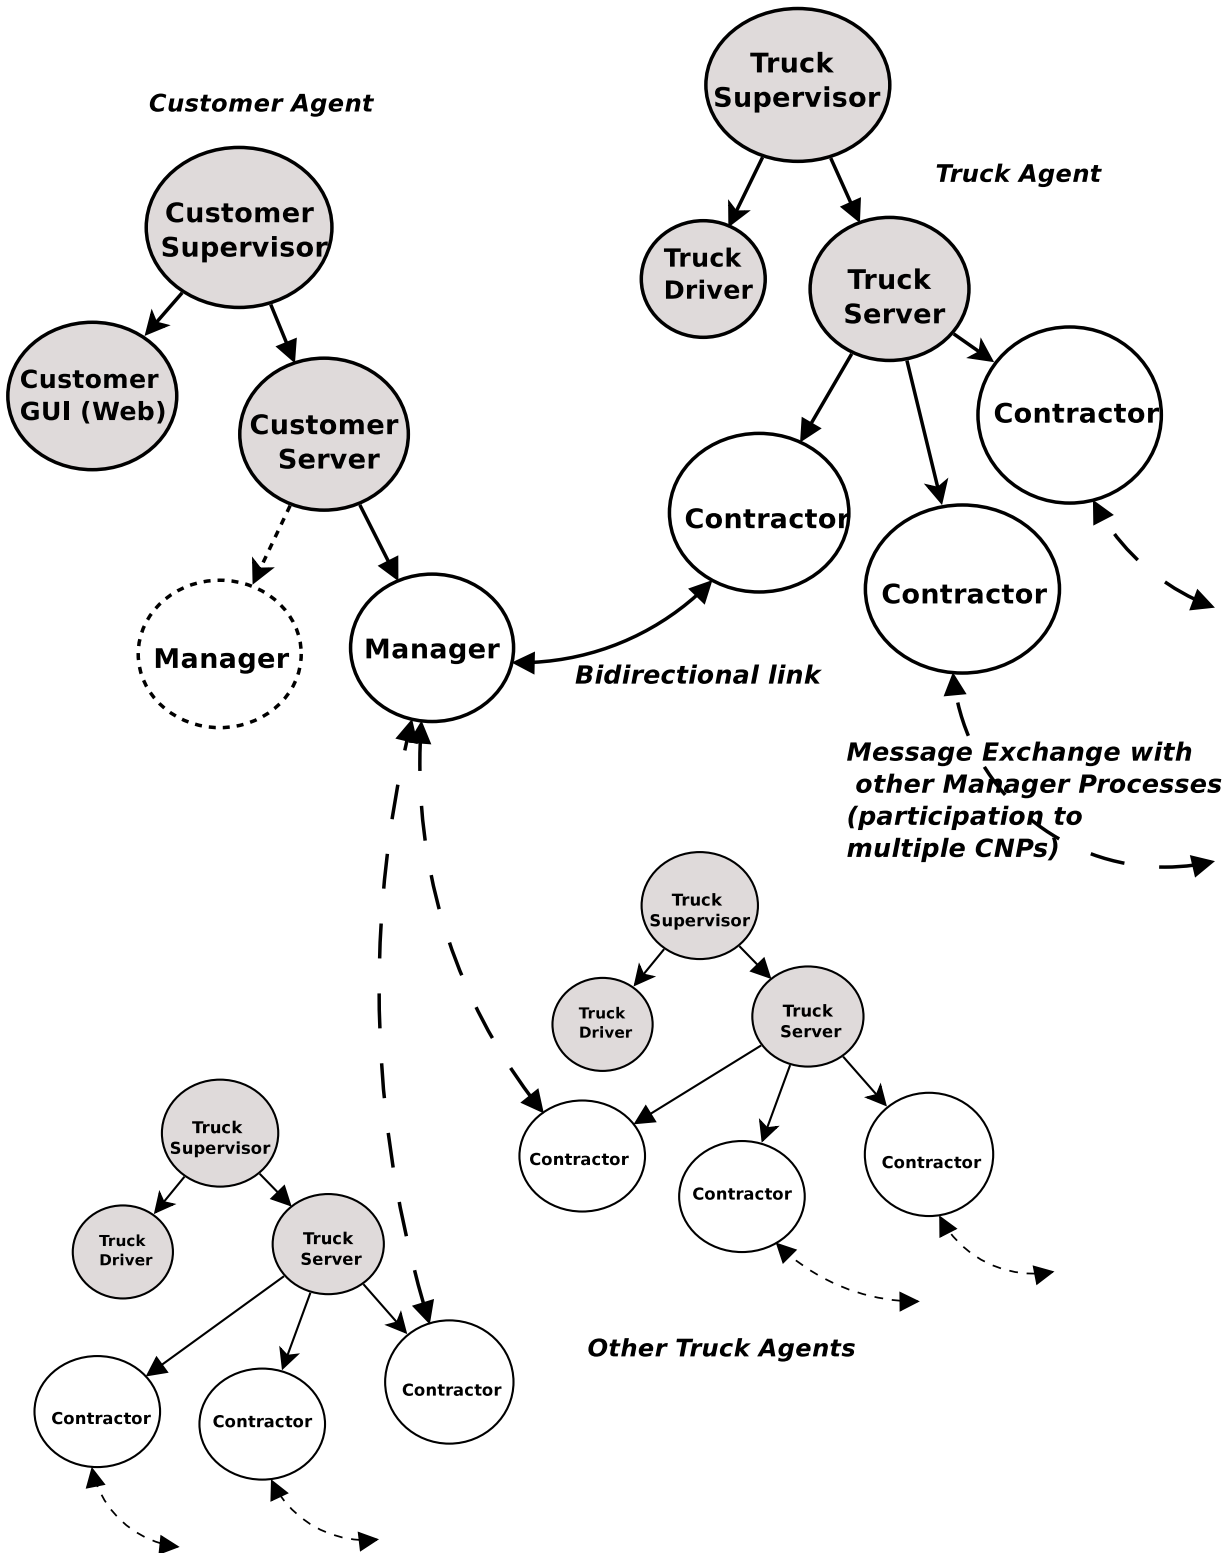 Truck
Supervisor
Customer Agent
Truck Agent
Customer
Supervisor
Truck
Driver
Truck
Server
Customer
GUI (Web)
Customer
Server
Contractor
Contractor
Contractor
Manager
Manager
Bidirectional link
Message Exchange with
other Manager Processes
(participation to
multiple CNPs)
Truck
Supervisor
Truck
Driver
Truck
Server
Contractor
Contractor
Contractor
Truck
Supervisor
Truck
Driver
Truck
Server
Other Truck Agents
Contractor
Contractor
Contractor